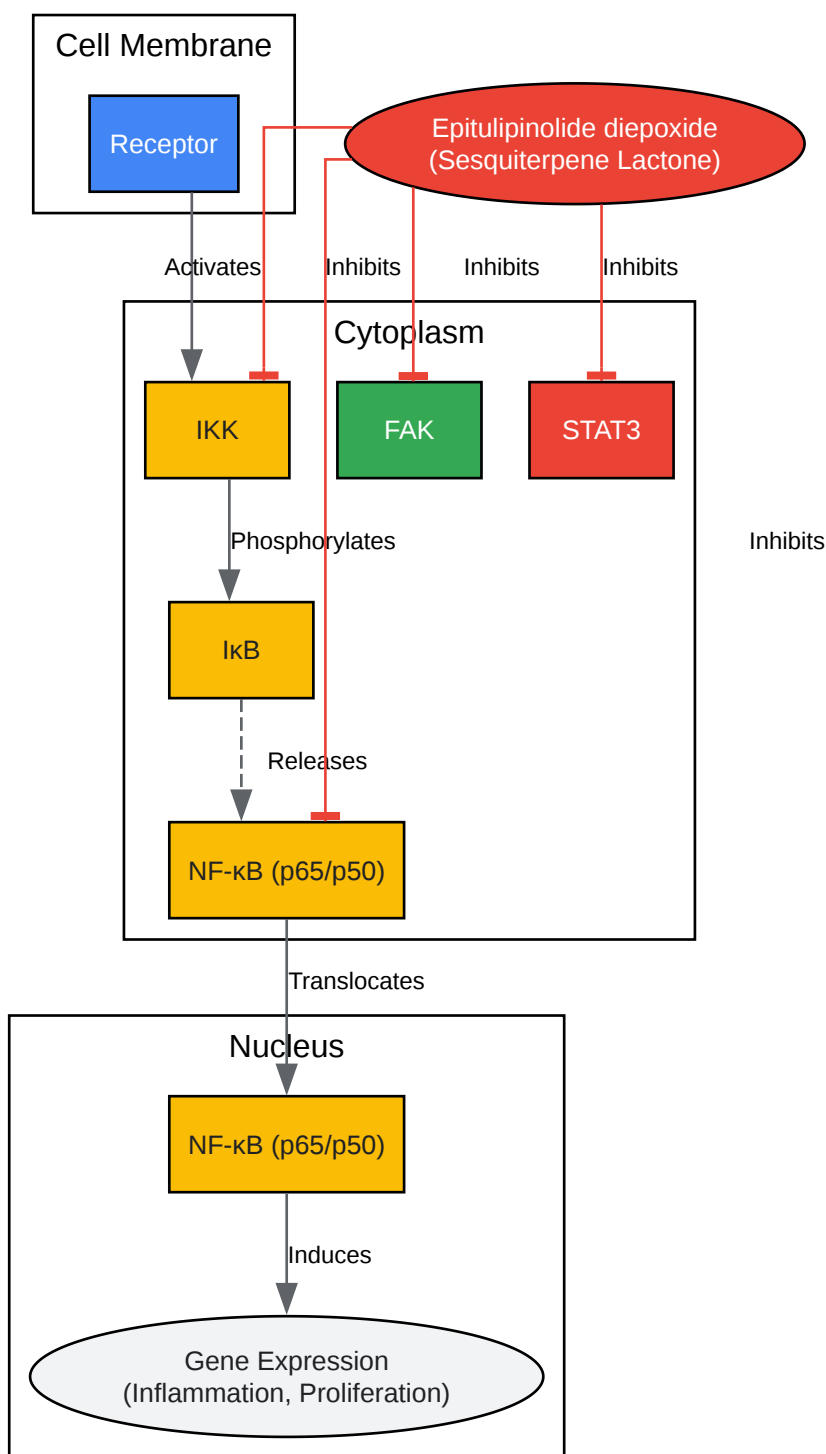 Cell Membrane
Receptor
Epitulipinolide diepoxide
(Sesquiterpene Lactone)
Activates
Inhibits
Inhibits
Inhibits
Cytoplasm
IKK
FAK
STAT3
Phosphorylates
Inhibits
IκB
Releases
NF-κB (p65/p50)
Translocates
Nucleus
NF-κB (p65/p50)
Induces
Gene Expression
(Inflammation, Proliferation)